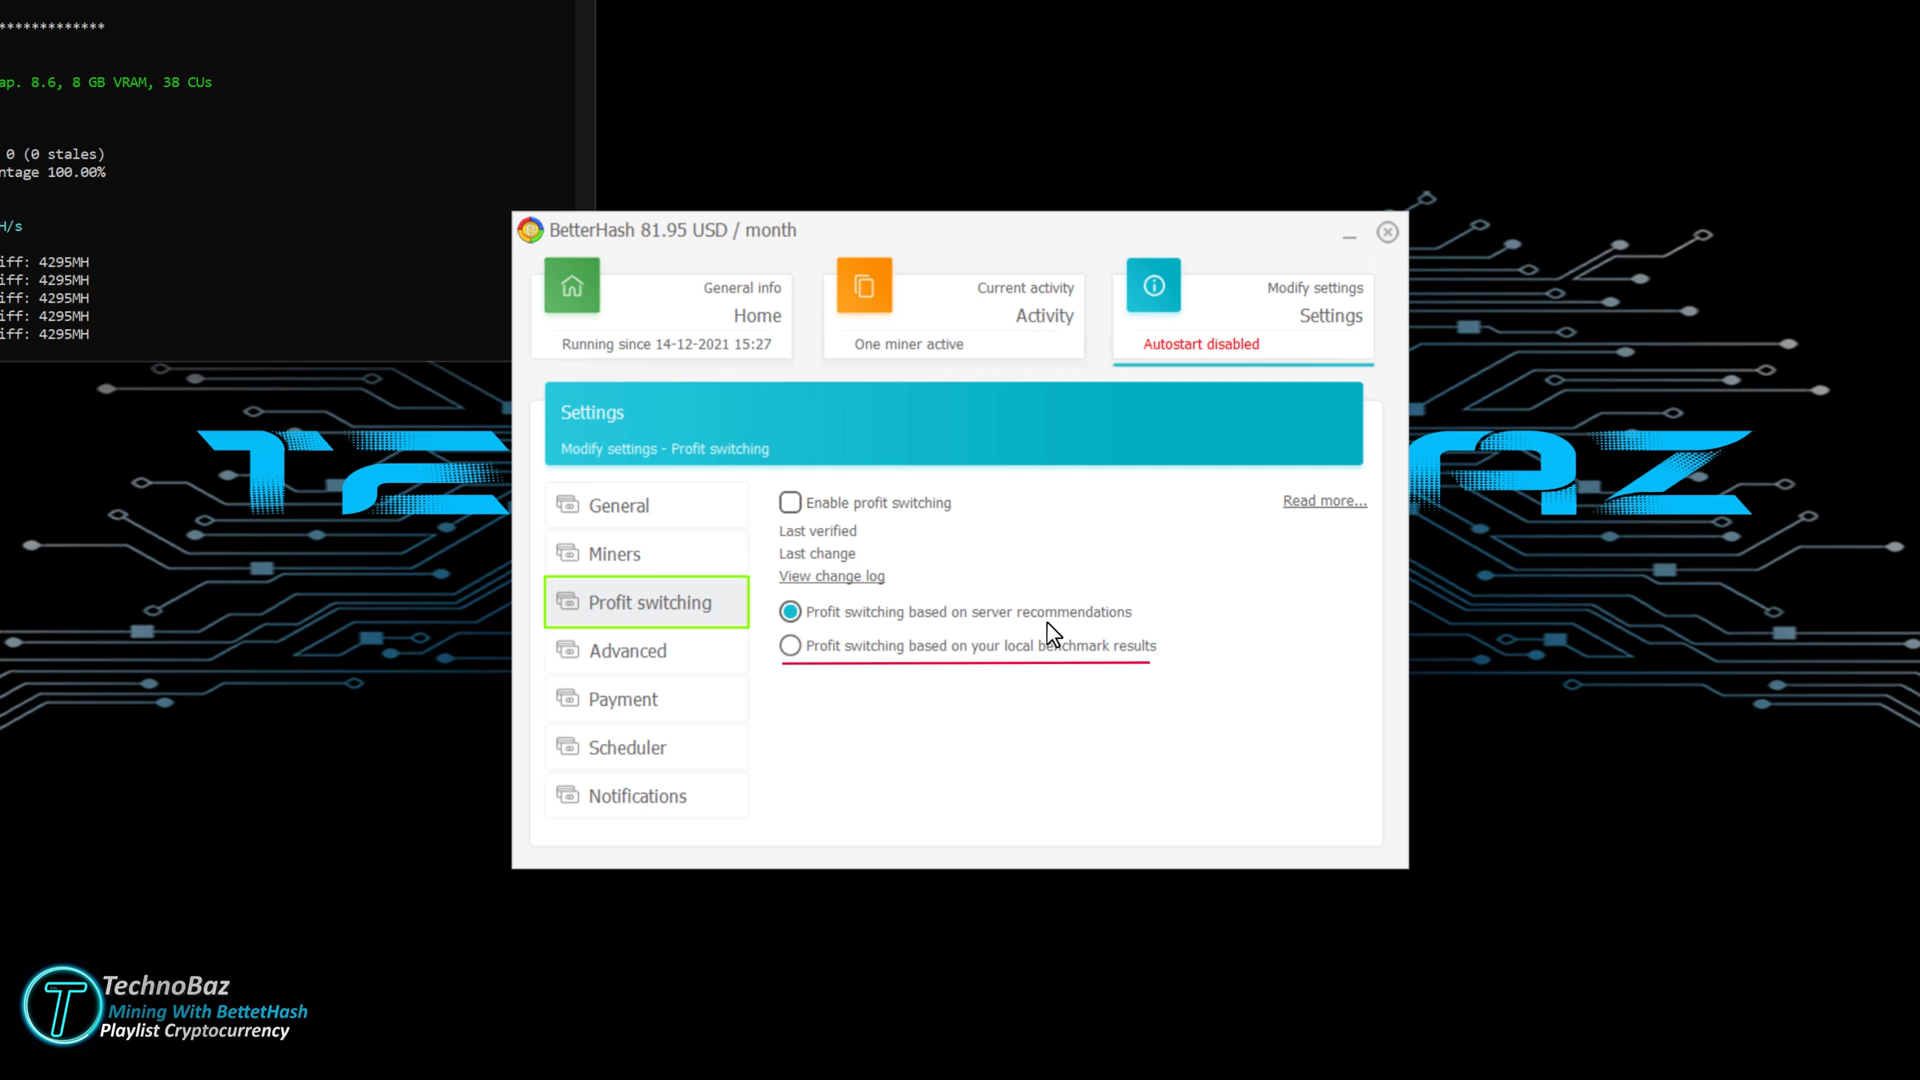 *************
ap. 8.6, 8 GB VRAM, 38 CUs
0 (0 stales)
ntage 100.00%
H/s
iff: 4295MH
iff: 4295MH
iff: 4295MH
iff: 4295MH
iff: 4295MH
BetterHash 81.95 USD / month
General info
Home
Running since 14-12-2021 15:27
Current activity
Activity
One miner active
Modify settings
Settings
Autostart disabled
Settings
Modify settings - Profit switching
General
Miners
Profit switching
Advanced
Payment
Scheduler
Notifications
Enable profit switching
Read more...
Last verified
Last change
View change log
Profit switching based on server recommendations
Profit switching based on your local benchmark results
TE
AZ
T
TechnoBaz
Mining With BettetHash
Playlist Cryptocurrency